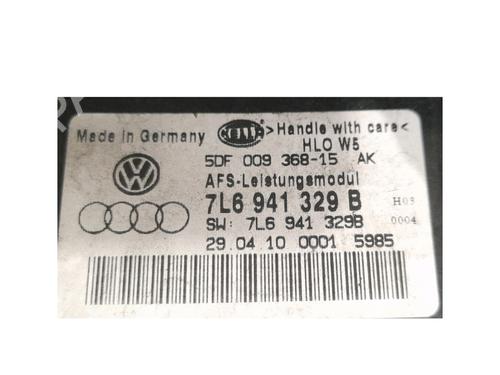 Made in Germany
HELLA
>Handle with care<
HLO W5
5DF 009 368-15 AK
AFS-Leistungsmodul
7L6 941 329 B
H03
SW: 7L6 941 329B
0004
29.04.10 0001 5985